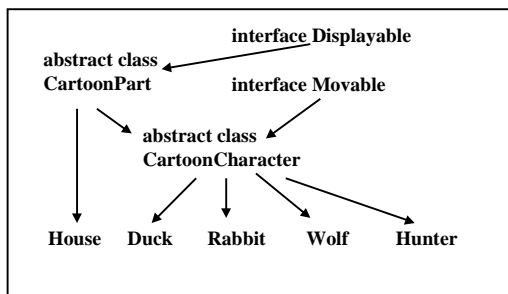 interface Displayable
abstract class
CartoonPart
interface Movable
abstract class
CartoonCharacter
House Duck Rabbit Wolf Hunter